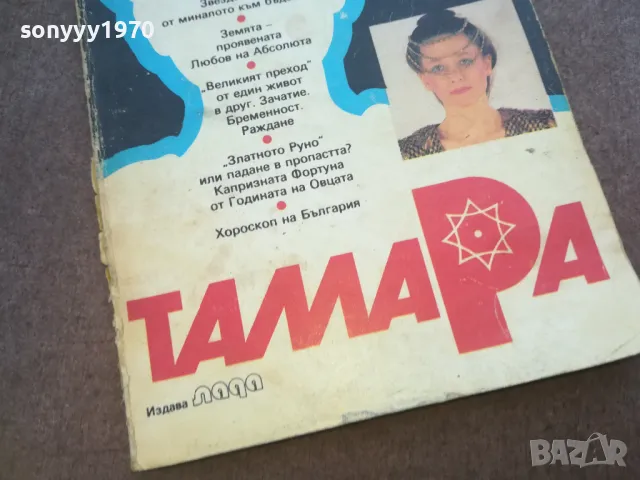 sonyyy1970
от миналото към
Земята –
проявената
Любов на Абсолюта
„Великият преход"
от един живот
в друг. Зачатие.
Бременност.
Раждане
„Златното Руно"
или падане в пропастта?
Капризната Фортуна
от Годината на Овцата
Хороскоп на България
ТАМАРА
Издава лада
BAZAR